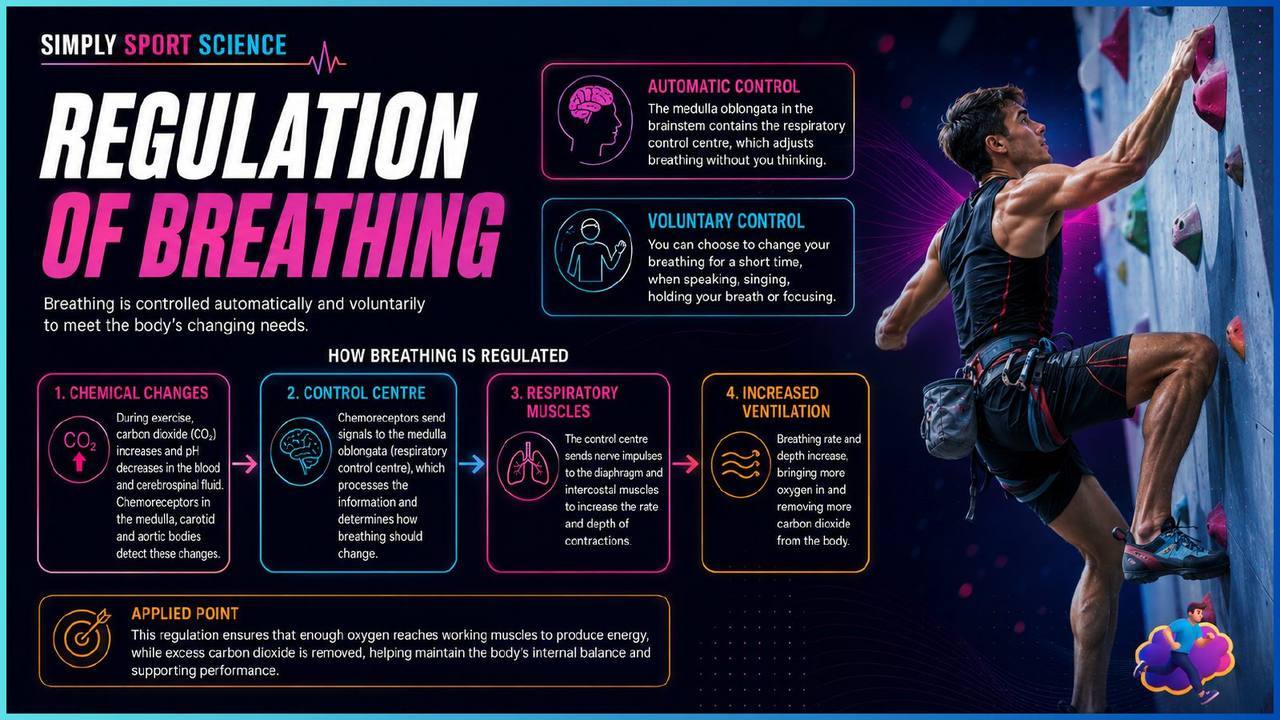 SIMPLY SPORT SCIENCE
REGULATION
OF BREATHING
Breathing is controlled automatically and voluntarily
to meet the body's changing needs.
AUTOMATIC CONTROL
The medulla oblongata in the
brainstem contains the respiratory
control centre, which adjusts
breathing without you thinking.
VOLUNTARY CONTROL
You can choose to change your
breathing for a short time,
when speaking, singing,
holding your breath or focusing.
HOW BREATHING IS REGULATED
1. CHEMICAL CHANGES
CO₂
During exercise,
carbon dioxide (CO₂)
increases and pH
decreases in the blood
and cerebrospinal fluid.
Chemoreceptors in
the medulla, carotid
and aortic bodies
detect these changes.
2. CONTROL CENTRE
Chemoreceptors send
signals to the medulla
oblongata (respiratory
control centre), which
processes the
information and
determines how
breathing should
change.
3. RESPIRATORY
MUSCLES
The control centre
sends nerve impulses
to the diaphragm and
intercostal muscles
to increase the rate
and depth of
contractions.
4. INCREASED
VENTILATION
Breathing rate and
depth increase,
bringing more
oxygen in and
removing more
carbon dioxide
from the body.
APPLIED POINT
This regulation ensures that enough oxygen reaches working muscles to produce energy,
while excess carbon dioxide is removed, helping maintain the body's internal balance and
supporting performance.